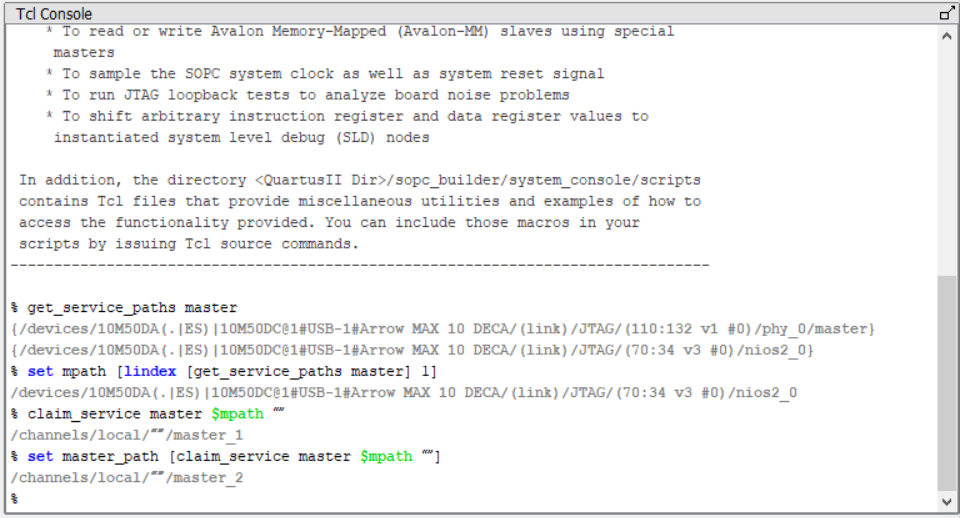 Tcl Console
* To read or write Avalon Memory-Mapped (Avalon-MM) slaves using special
masters
* To sample the SOPC system clock as well as system reset signal
* To run JTAG loopback tests to analyze board noise problems
* To shift arbitrary instruction register and data register values to
instantiated system level debug (SLD) nodes
In addition, the directory <QuartusII Dir>/sopc_builder/system_console/scripts
contains Tcl files that provide miscellaneous utilities and examples of how to
access the functionality provided. You can include those macros in your
scripts by issuing Tcl source commands.
--------------------------------------------------------------------------------
% get_service_paths master
{/devices/10M50DA(.|ES)|10M50DC@1#USB-1#Arrow MAX 10 DECA/(link)/JTAG/(110:132 v1 #0)/phy_0/master}
{/devices/10M50DA(.|ES)|10M50DC@1#USB-1#Arrow MAX 10 DECA/(link)/JTAG/(70:34 v3 #0)/nios2_0}
% set mpath [lindex [get_service_paths master] 1]
/devices/10M50DA(.|ES)|10M50DC@1#USB-1#Arrow MAX 10 DECA/(link)/JTAG/(70:34 v3 #0)/nios2_0
% claim_service master $mpath “”
/channels/local/“”/master_1
% set master_path [claim_service master $mpath “”]
/channels/local/“”/master_2
%